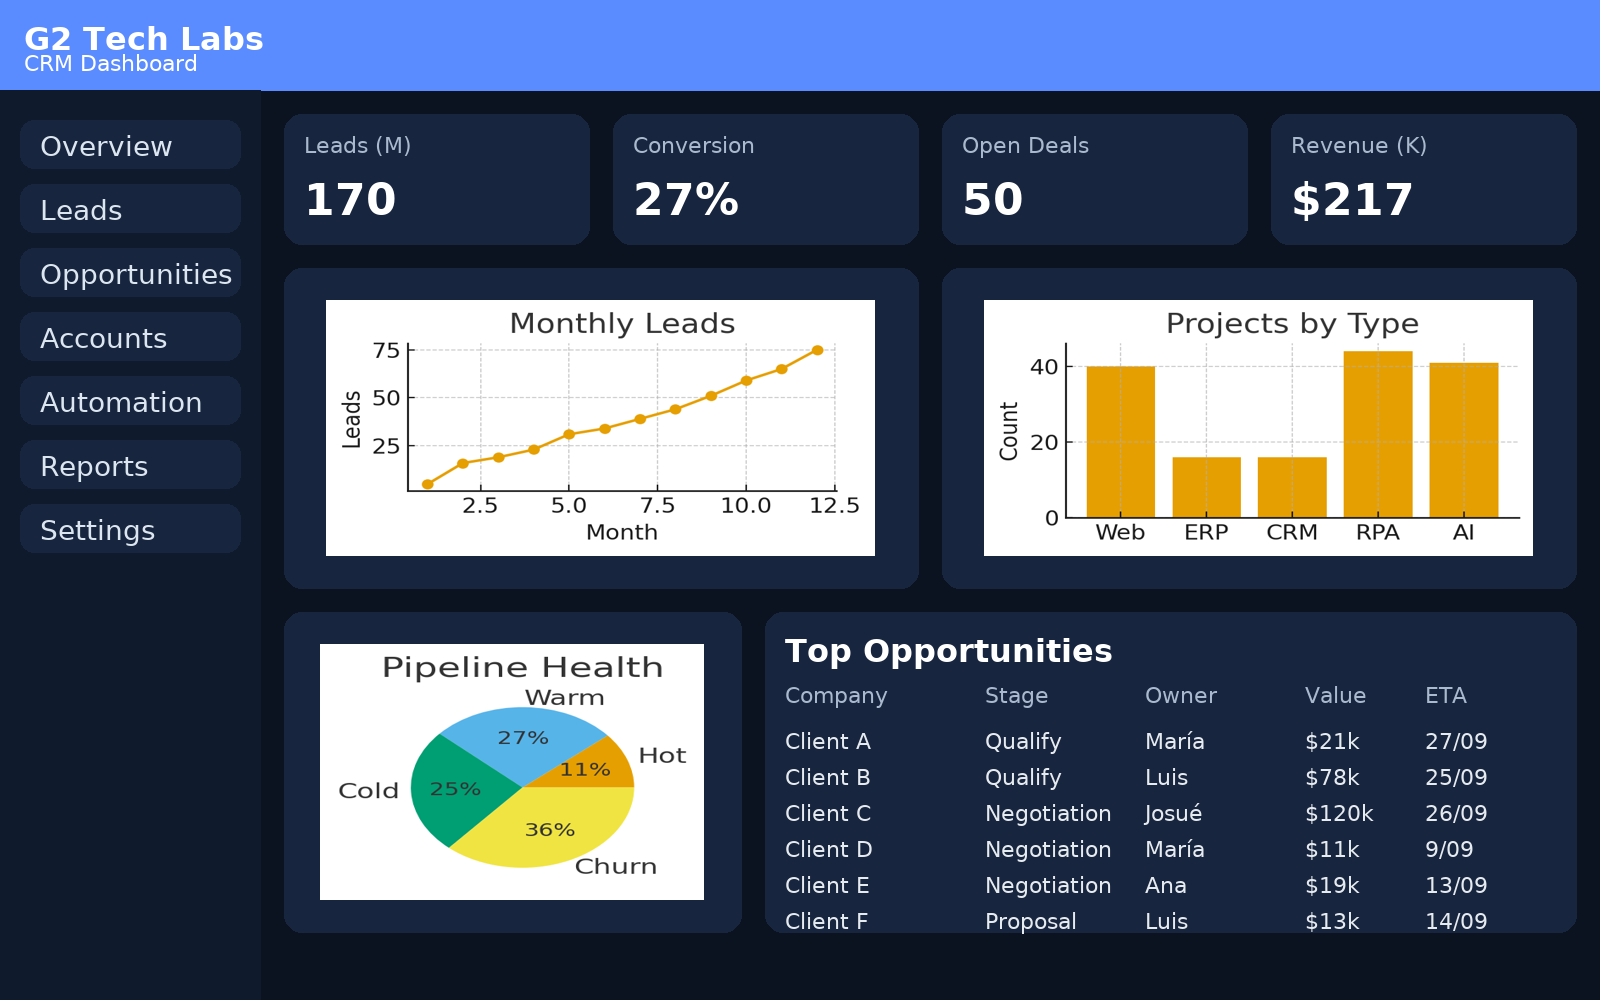 G2 Tech Labs
CRM Dashboard
Overview
Leads
Opportunities
Accounts
Automation
Reports
Settings
Leads (M)
170
Conversion
27%
Open Deals
50
Revenue (K)
$217
Monthly Leads
75
50
25
Leads
2.5 5.0 7.5 10.0 12.5
Month
Projects by Type
40
20
0
Count
Web ERP CRM RPA AI
Pipeline Health
Warm
27%
Hot
11%
Cold
25%
36%
Churn
Top Opportunities
Company Stage Owner Value ETA
Client A Qualify María $21k 27/09
Client B Qualify Luis $78k 25/09
Client C Negotiation Josué $120k 26/09
Client D Negotiation María $11k 9/09
Client E Negotiation Ana $19k 13/09
Client F Proposal Luis $13k 14/09